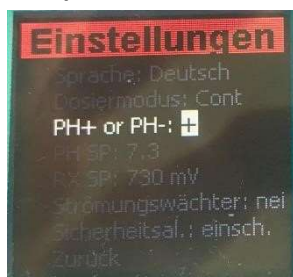 Einstellungen
Sprache: Deutsch
Dosiermodus: Cont
PH+ or PH-: +
PH SP: 7.3
RX SP: 730 mV
Strömungswächter: nei
Sicherheitsal.: einsch.
Zurück